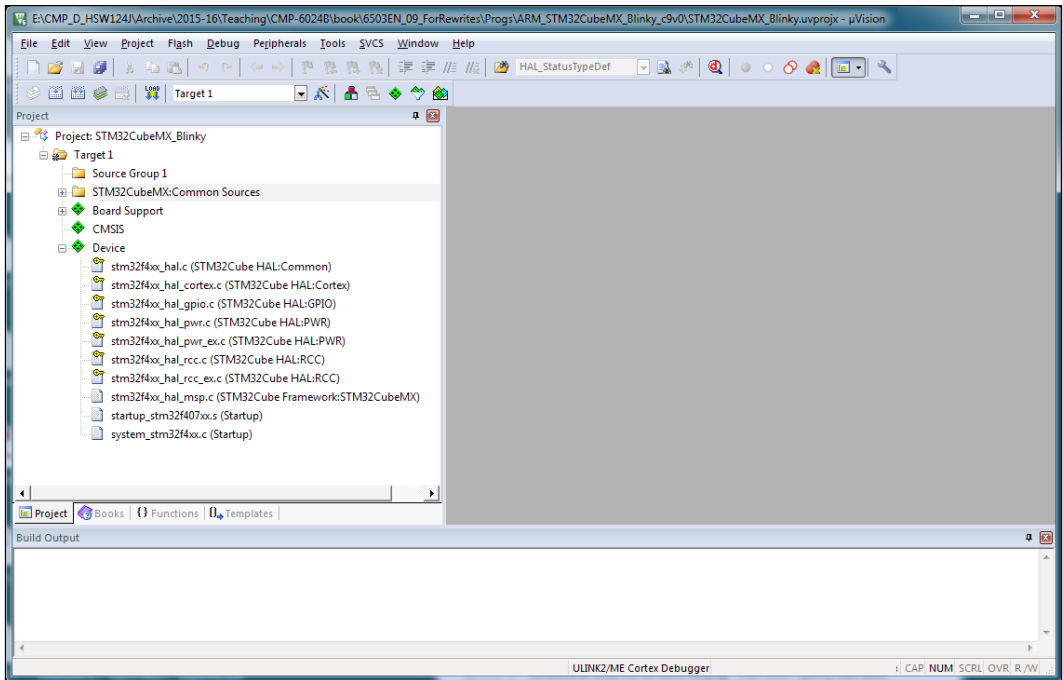 E:\CMP_D_HSW124J\Archive\2015-16\Teaching\CMP-6024B\book\6503EN_09_ForRewrites\Progs\ARM_STM32CubeMX_Blinky_c9v0\STM32CubeMX_Blinky.uvprojx - µVision
File Edit View Project Flash Debug Peripherals Tools SVCS Window Help
HAL_StatusTypeDef
LOAD Target 1
Project
Project: STM32CubeMX_Blinky
Target 1
Source Group 1
STM32CubeMX:Common Sources
Board Support
CMSIS
Device
stm32f4xx_hal.c (STM32Cube HAL:Common)
stm32f4xx_hal_cortex.c (STM32Cube HAL:Cortex)
stm32f4xx_hal_gpio.c (STM32Cube HAL:GPIO)
stm32f4xx_hal_pwr.c (STM32Cube HAL:PWR)
stm32f4xx_hal_pwr_ex.c (STM32Cube HAL:PWR)
stm32f4xx_hal_rcc.c (STM32Cube HAL:RCC)
stm32f4xx_hal_rcc_ex.c (STM32Cube HAL:RCC)
stm32f4xx_hal_msp.c (STM32Cube Framework:STM32CubeMX)
startup_stm32f407xx.s (Startup)
system_stm32f4xx.c (Startup)
Project Books {} Functions 0 Templates
Build Output
ULINK2/ME Cortex Debugger : CAP NUM SCRL OVR R/W